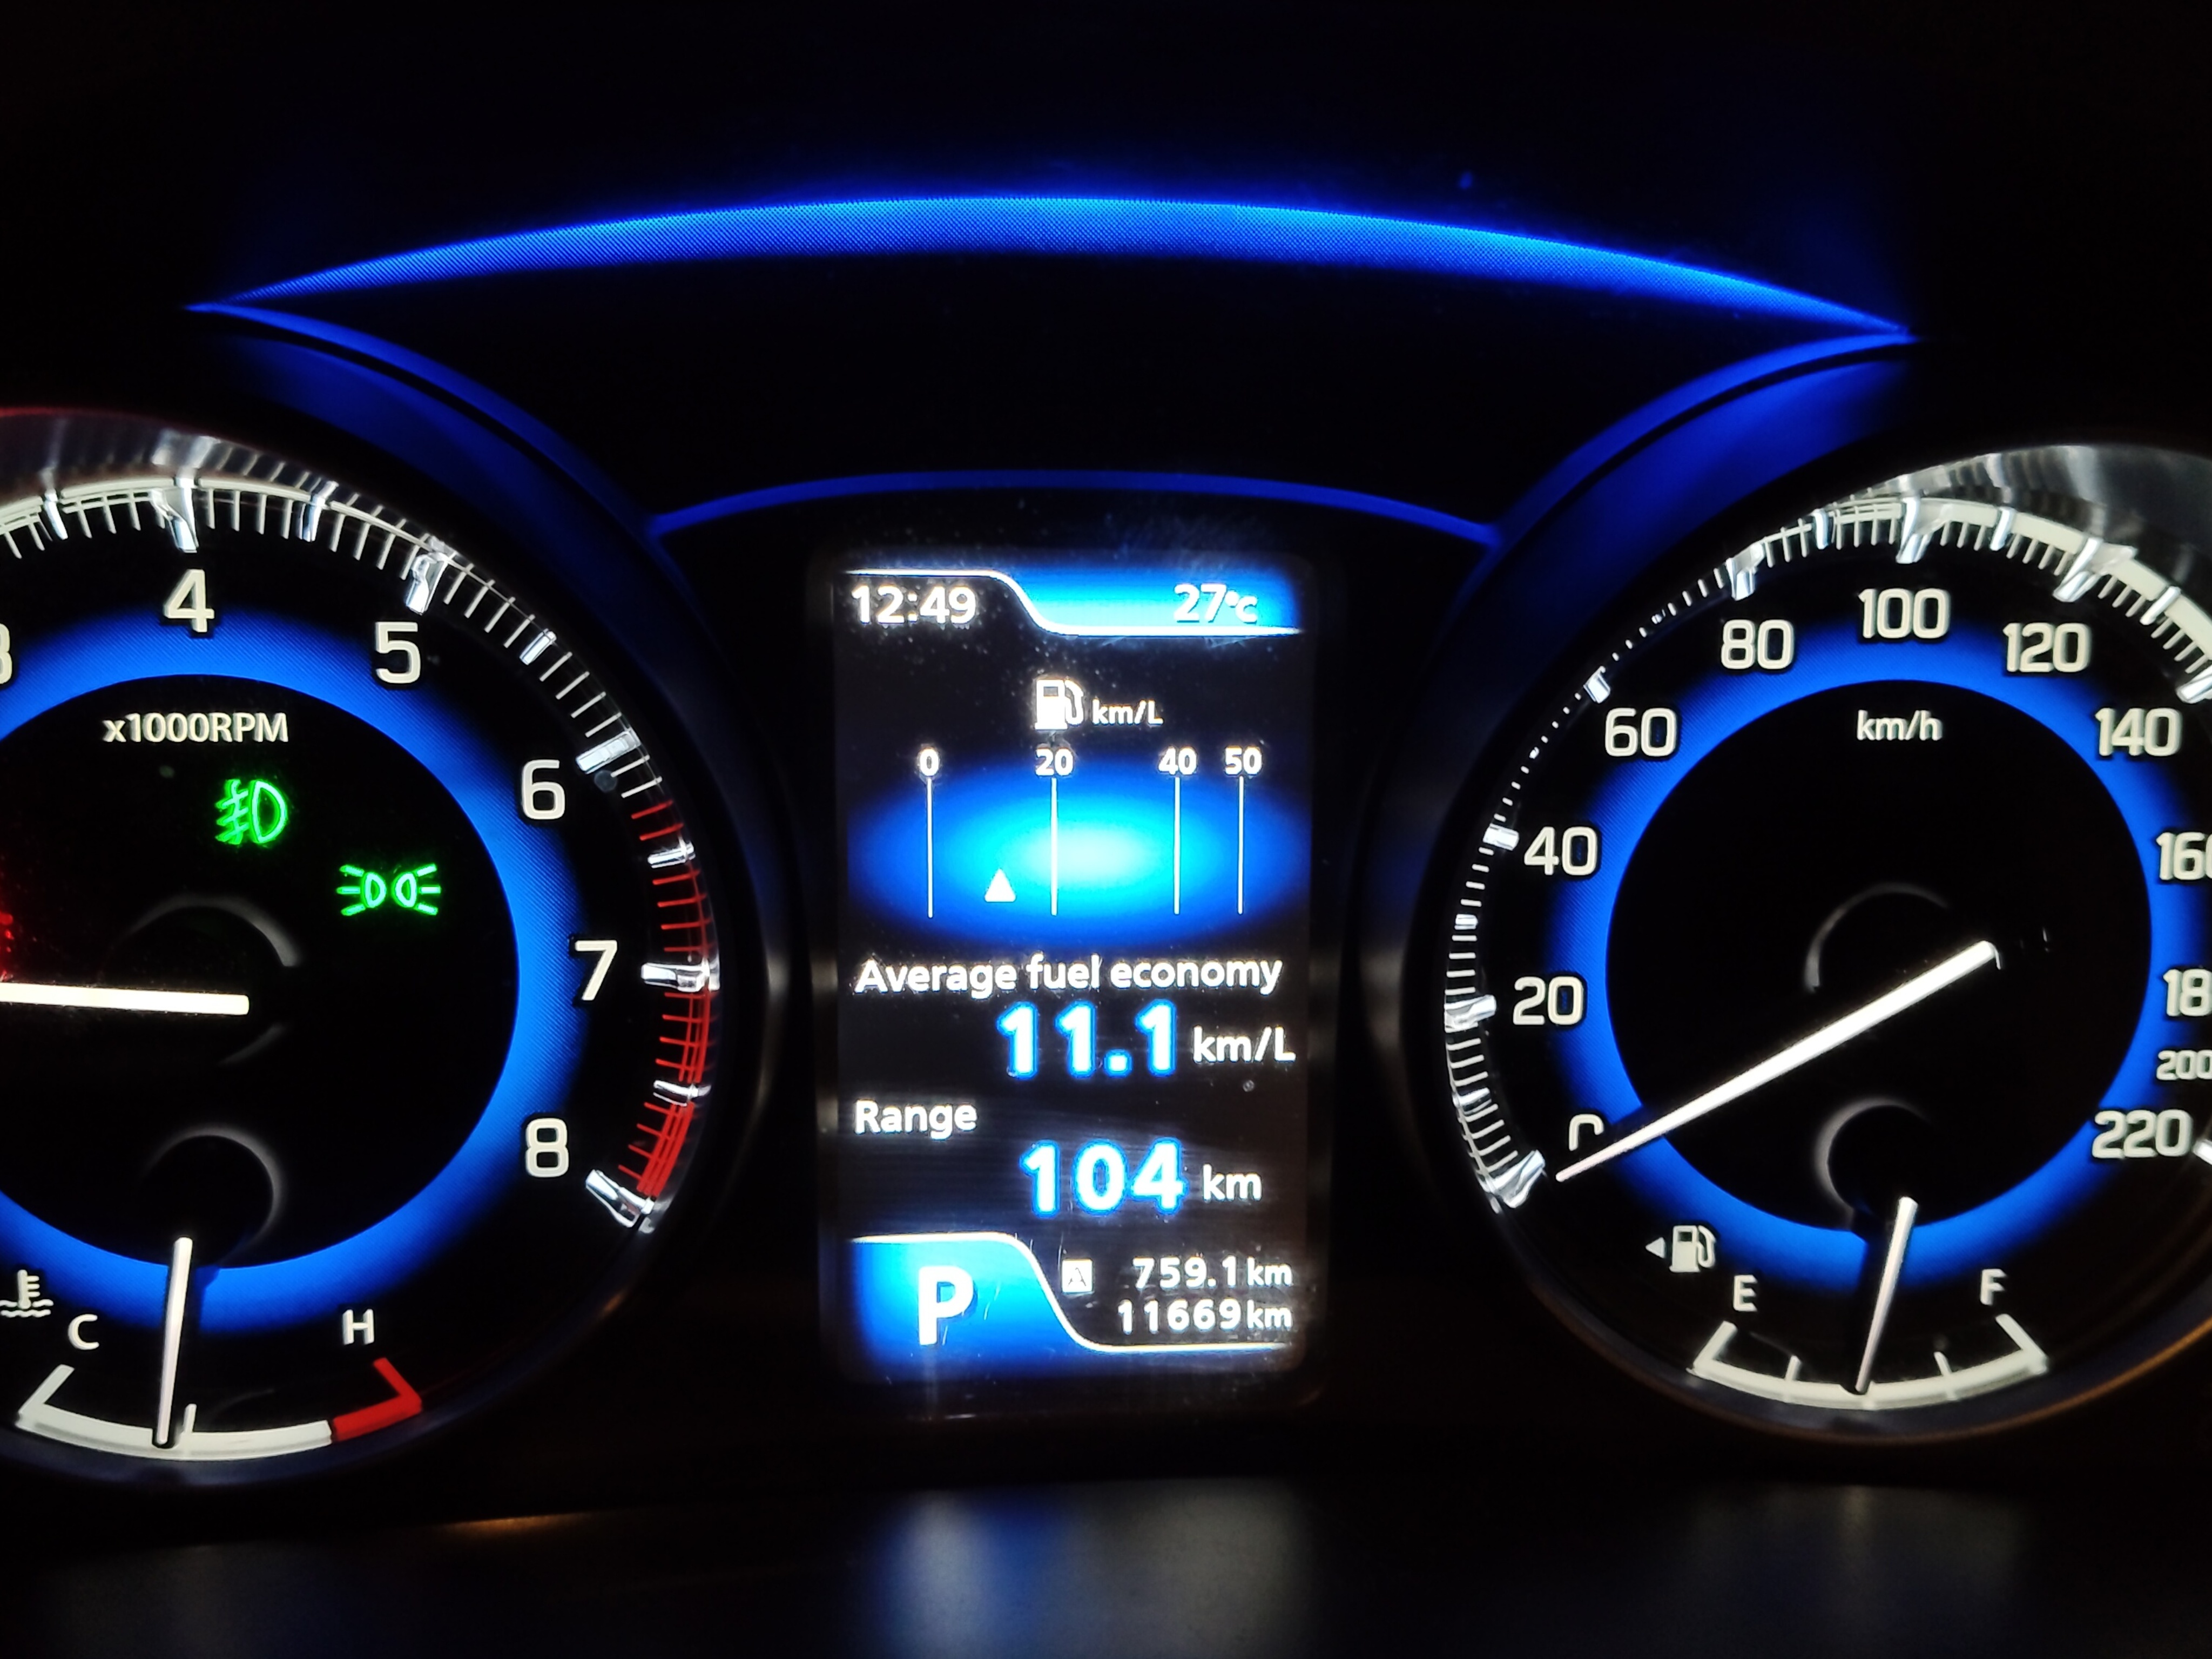 4
5
6
7
8
x1000RPM
C
H
12:49 27°C
km/L
0 20 40 50
Average fuel economy
11.1 km/L
Range
104 km
P
A 759.1 km
11669 km
20
40
60
80
100
120
140
200
220
km/h
E
F